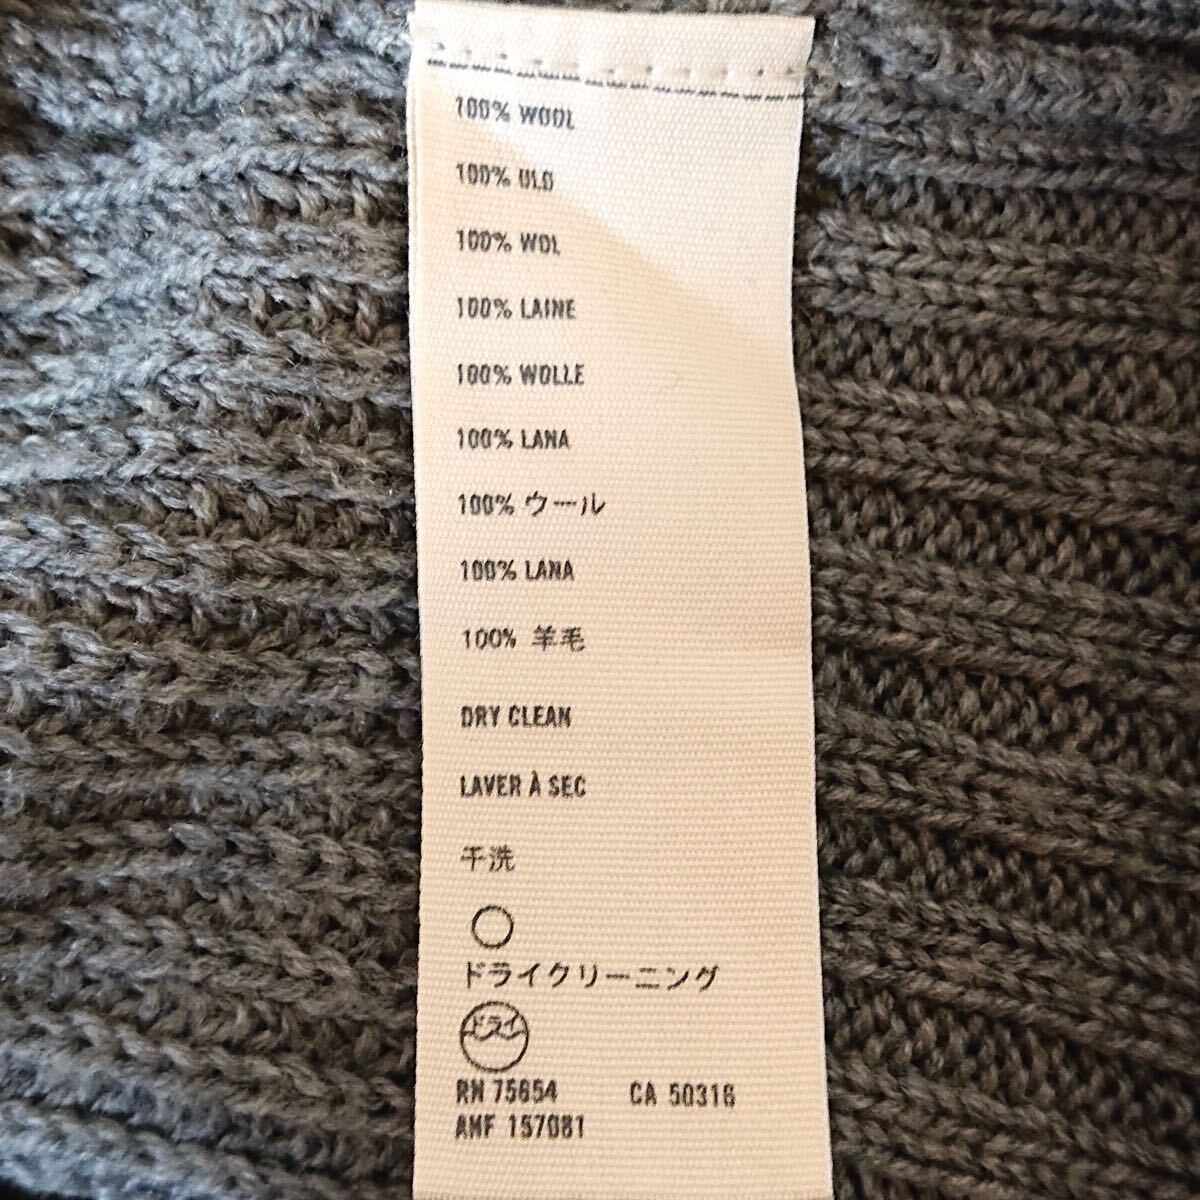 100% WOOL
100% ULD
100% WOL
100% LAINE
100% WOLLE
100% LANA
100% ウール
100% LANA
100% 羊毛
DRY CLEAN
LAVER À SEC
干洗
ドライクリーニング
ドライ
RN 75654 CA 50316
AHF 157081